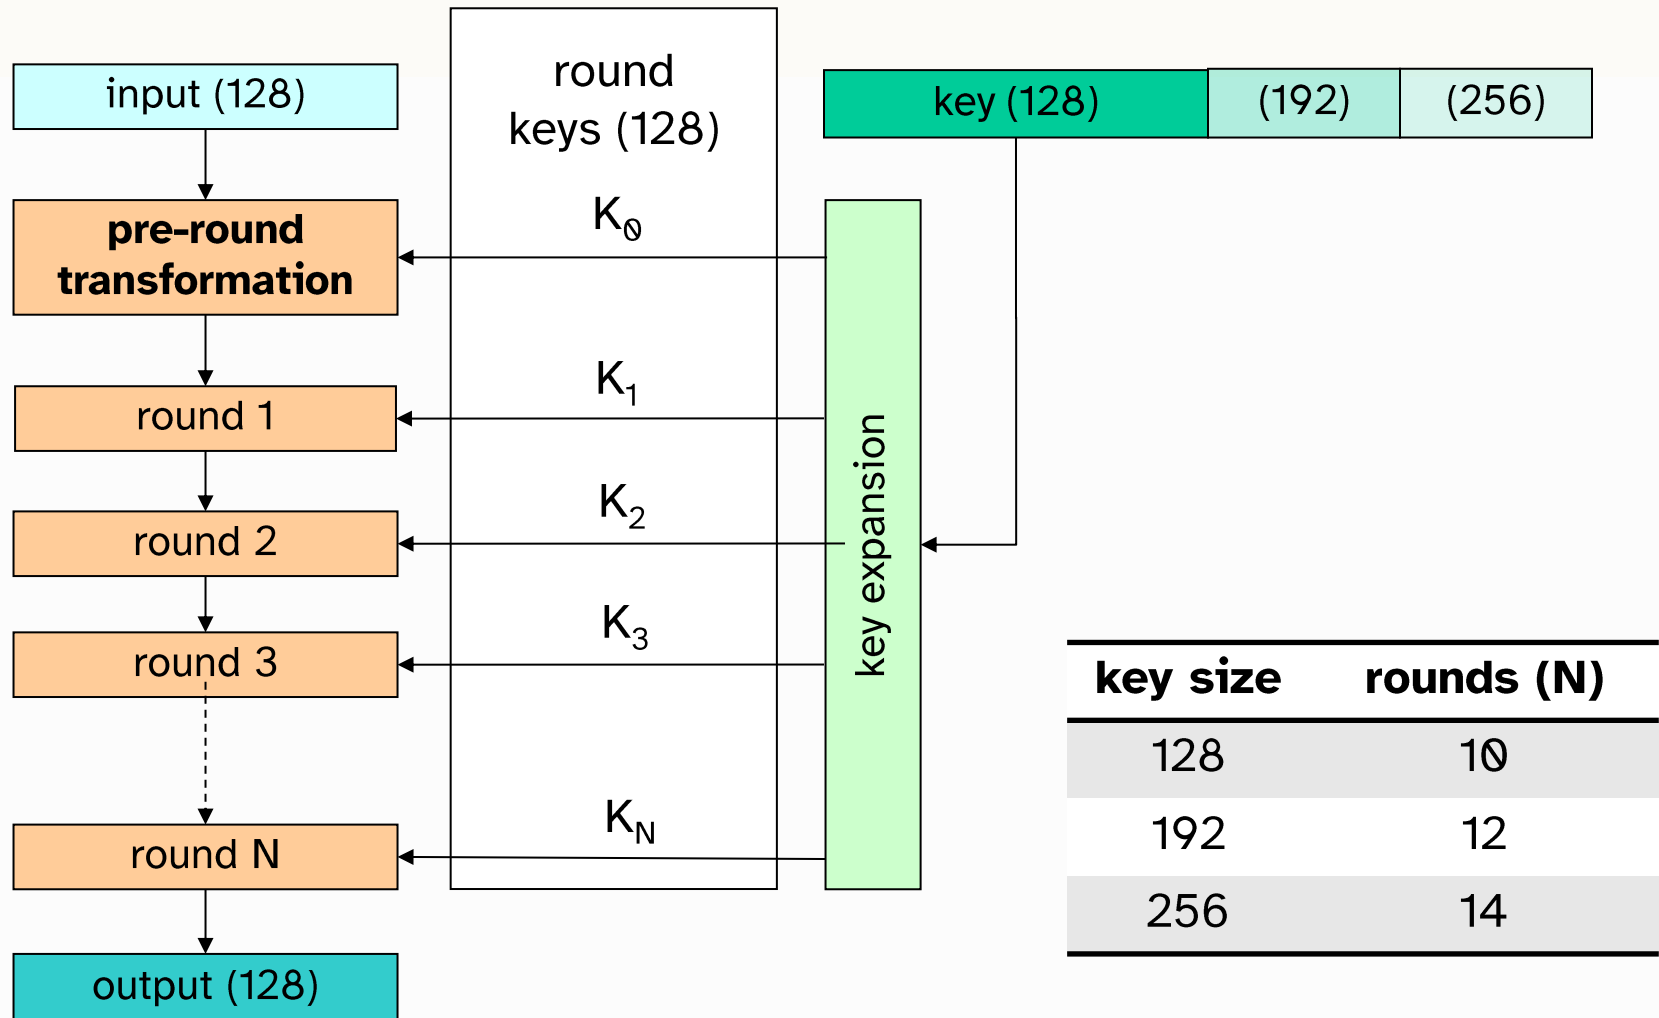 input (128)
round
keys (128)
key (128) (192) (256)
pre-round
transformation
K₀
round 1
K₁
round 2
K₂
round 3
K₃
round N
K_N
output (128)
key expansion
key size rounds (N)
128 10
192 12
256 14